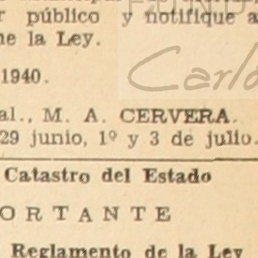 r público y notifique a
ne la Ley.
1940.
Carlo
al., M. A. CERVERA.
29 junio, 1º y 3 de julio.
Catastro del Estado
O R T A N T E
Reglamento de la Ley